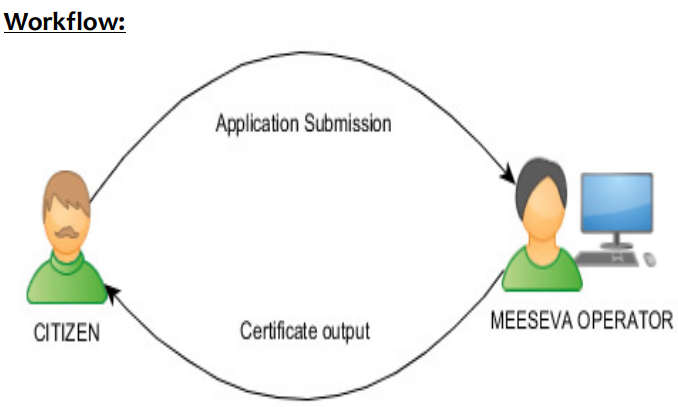 Workflow:
Application Submission
CITIZEN
Certificate output
MEESEVA OPERATOR